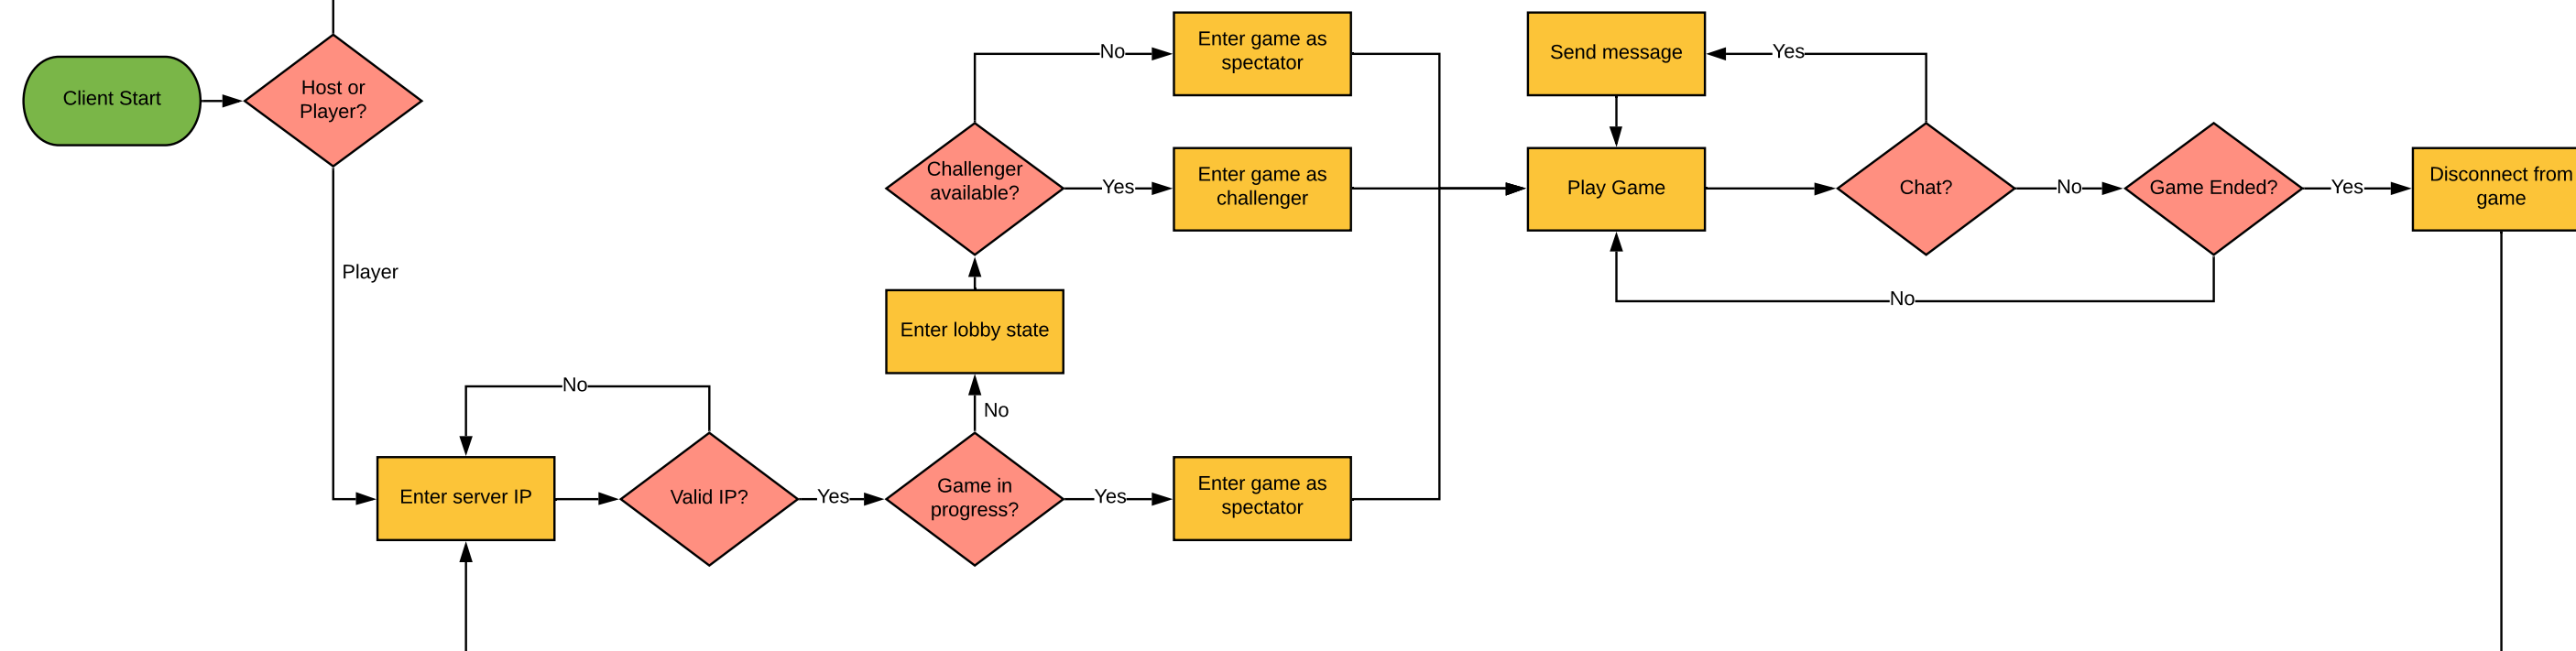 Client Start
Host or
Player?
Player
Enter server IP
No
Valid IP?
Yes
Game in
progress?
No
Yes
Enter game as
spectator
Enter lobby state
Challenger
available?
No
Enter game as
spectator
Yes
Enter game as
challenger
Send message
Play Game
Yes
Chat?
No
Game Ended?
No
Yes
Disconnect from
game